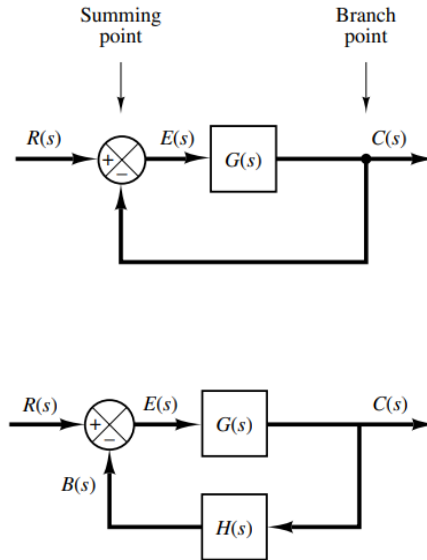 Summing point Branch point
R(s) + − E(s) G(s) C(s)
R(s) + − E(s) G(s) C(s)
B(s) H(s)